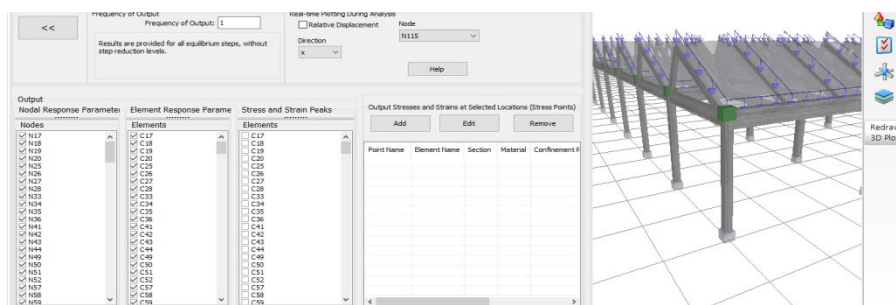 <<
Frequency of Output
Frequency of Output: 1
Results are provided for all equilibrium steps, without
step reduction levels.
Real-time Plotting During Analysis
Relative Displacement
Node
N115
Direction
x
Help
Output
Nodal Response Paramete
Nodes
N17
N18
N19
N20
N25
N26
N27
N28
N33
N34
N35
N36
N41
N42
N43
N44
N49
N50
N51
N52
N57
N58
N59
Element Response Parame
Elements
C17
C18
C19
C20
C25
C26
C27
C28
C33
C34
C35
C36
C41
C42
C43
C44
C49
C50
C51
C52
C57
C58
C59
Stress and Strain Peaks
Elements
C17
C18
C19
C20
C25
C26
C27
C28
C33
C34
C35
C36
C41
C42
C43
C44
C49
C50
C51
C52
C57
C58
C59
Output Stresses and Strains at Selected Locations (Stress Points)
Add Edit Remove
Point Name Element Name Section Material Confinement F
Redraw
3D Plo